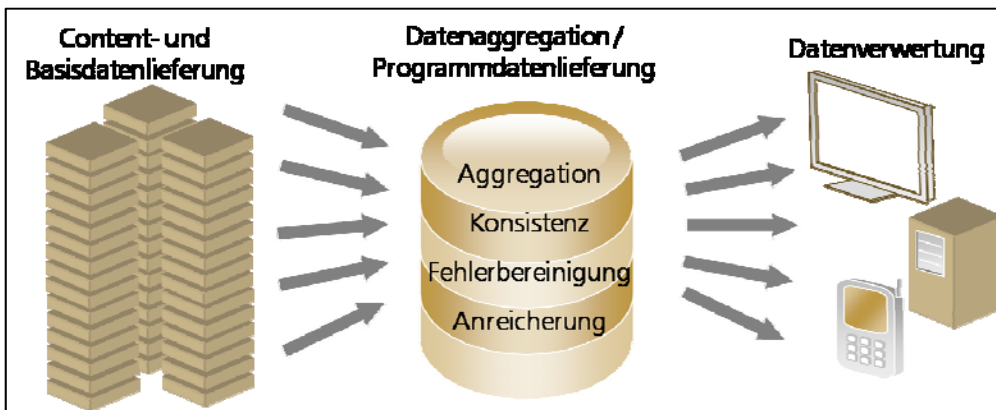 Content- und
Basisdatenlieferung
Datenaggregation /
Programmdatenlieferung
Datenverwertung
Aggregation
Konsistenz
Fehlerbereinigung
Anreicherung